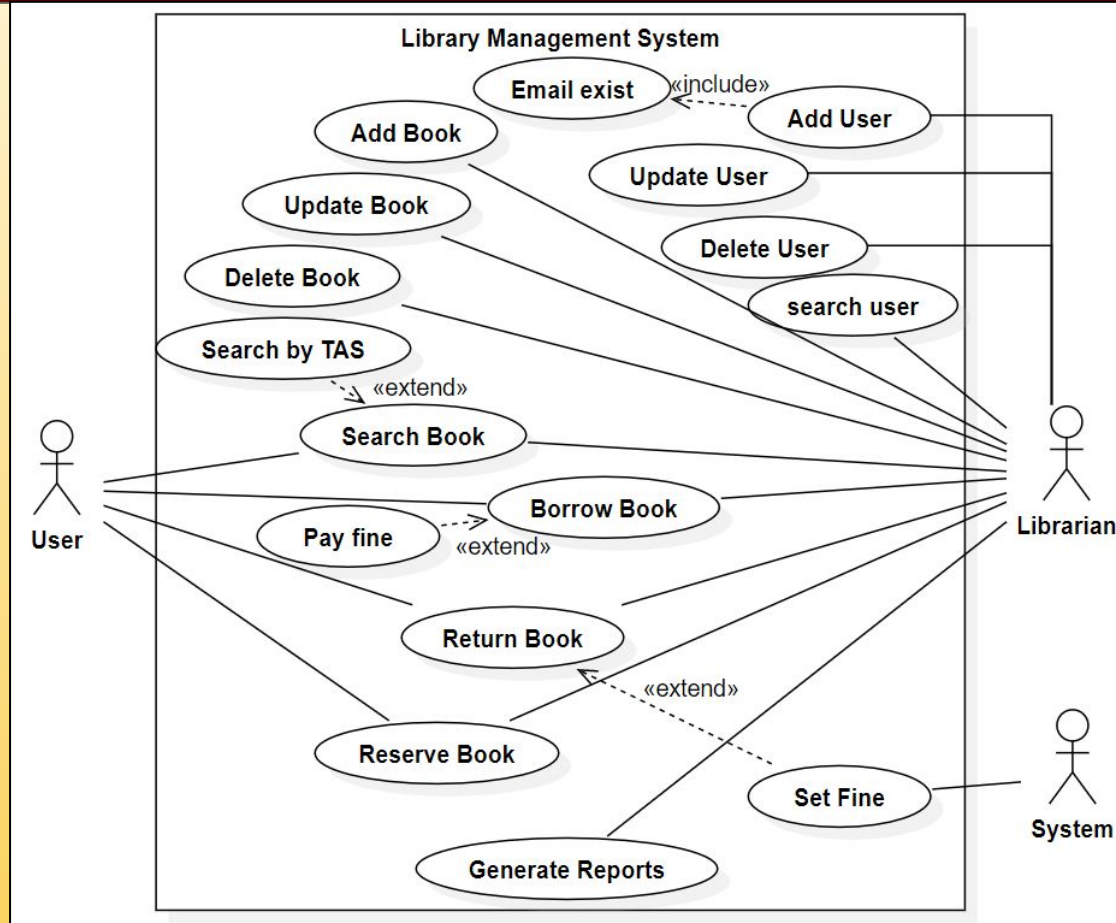 Library Management System
Email exist
«include»
Add User
Add Book
Update User
Update Book
Delete User
Delete Book
search user
Search by TAS
«extend»
Search Book
Borrow Book
Pay fine
«extend»
User
Librarian
Return Book
«extend»
Reserve Book
Set Fine
System
Generate Reports